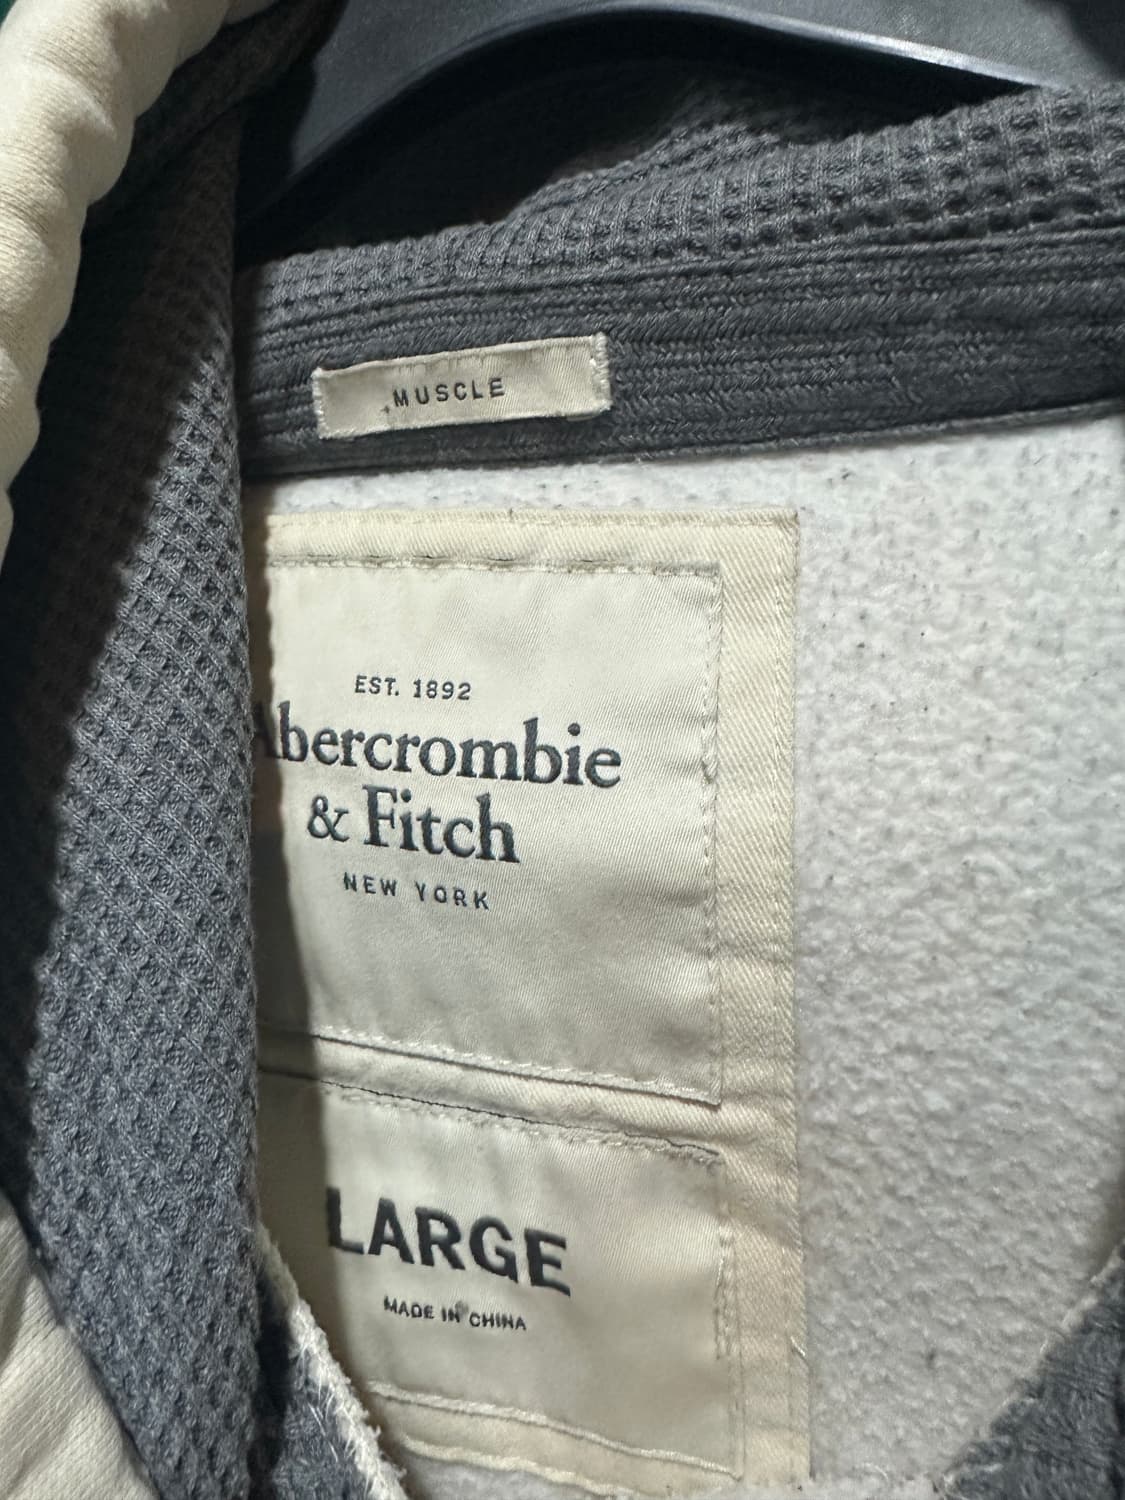 MUSCLE
EST. 1892
Abercrombie
& Fitch
NEW YORK
LARGE
MADE IN CHINA